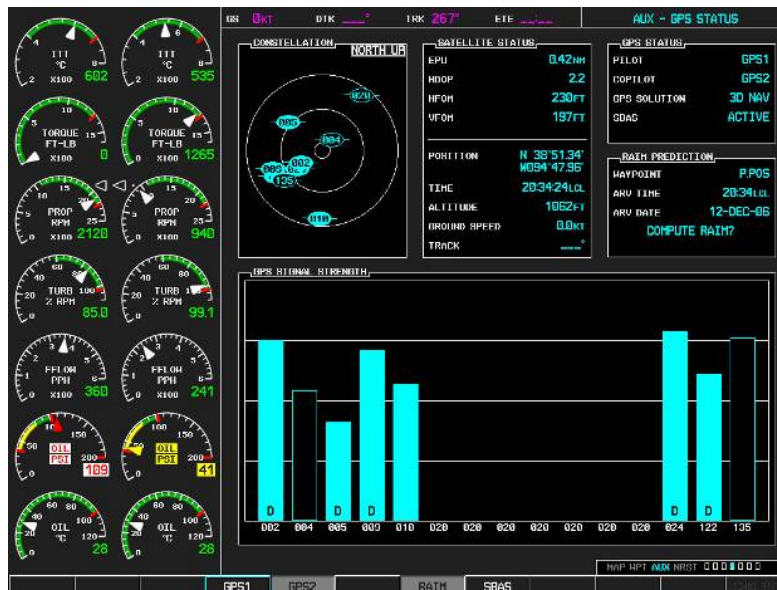 GS 0KT DTK ___° TRK 267° ETE __:__ AUX - GPS STATUS
ITT °C X100 602
ITT °C X100 535
TORQUE FT-LB X100 0
TORQUE FT-LB X100 1265
PROP RPM X100 2120
PROP RPM X100 940
TURB % RPM 85.0
TURB % RPM 99.1
FFLOW PPH X100 360
FFLOW PPH X100 241
OIL PSI 109
OIL PSI 41
OIL °C 28
OIL °C 28
CONSTELLATION
NORTH UP
020
005
004
002
135
010
SATELLITE STATUS
EPU 0.42NM
HDOP 2.2
HFOM 230FT
VFOM 197FT
POSITION N 38°51.34'
W094°47.96'
TIME 20:34:24LCL
ALTITUDE 1062FT
GROUND SPEED 0.0KT
TRACK ___°
GPS STATUS
PILOT GPS1
COPILOT GPS2
GPS SOLUTION 3D NAV
SBAS ACTIVE
RAIM PREDICTION
WAYPOINT P.POS
ARV TIME 20:34LCL
ARV DATE 12-DEC-06
COMPUTE RAIM?
GPS SIGNAL STRENGTH
D D D D D
002 004 005 009 010 020 020 020 020 020 020 024 122 135
MAP WPT AUX NRST
GPS1 GPS2 RAIM SBAS